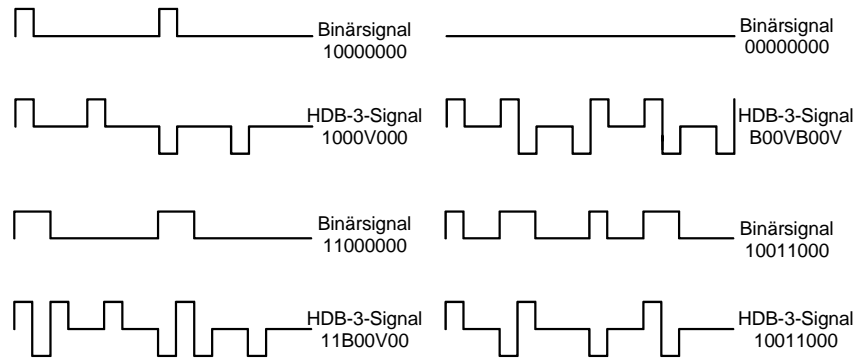 Binärsignal
10000000
Binärsignal
00000000
HDB-3-Signal
1000V000
HDB-3-Signal
B00VB00V
Binärsignal
11000000
Binärsignal
10011000
HDB-3-Signal
11B00V00
HDB-3-Signal
10011000